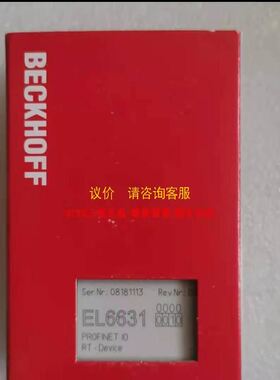 BECKHOFF
议价 请咨询客服
Ser.Nr.: 08181113 Rev.Nr.:
EL6631
PROFINET IO
RT - Device